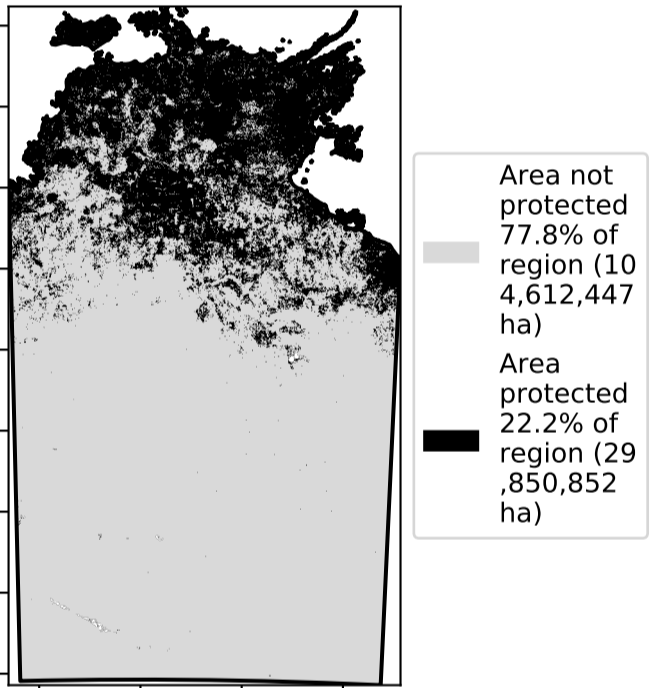 Area not
protected
77.8% of
region (10
4,612,447
ha)
Area
protected
22.2% of
region (29
,850,852
ha)